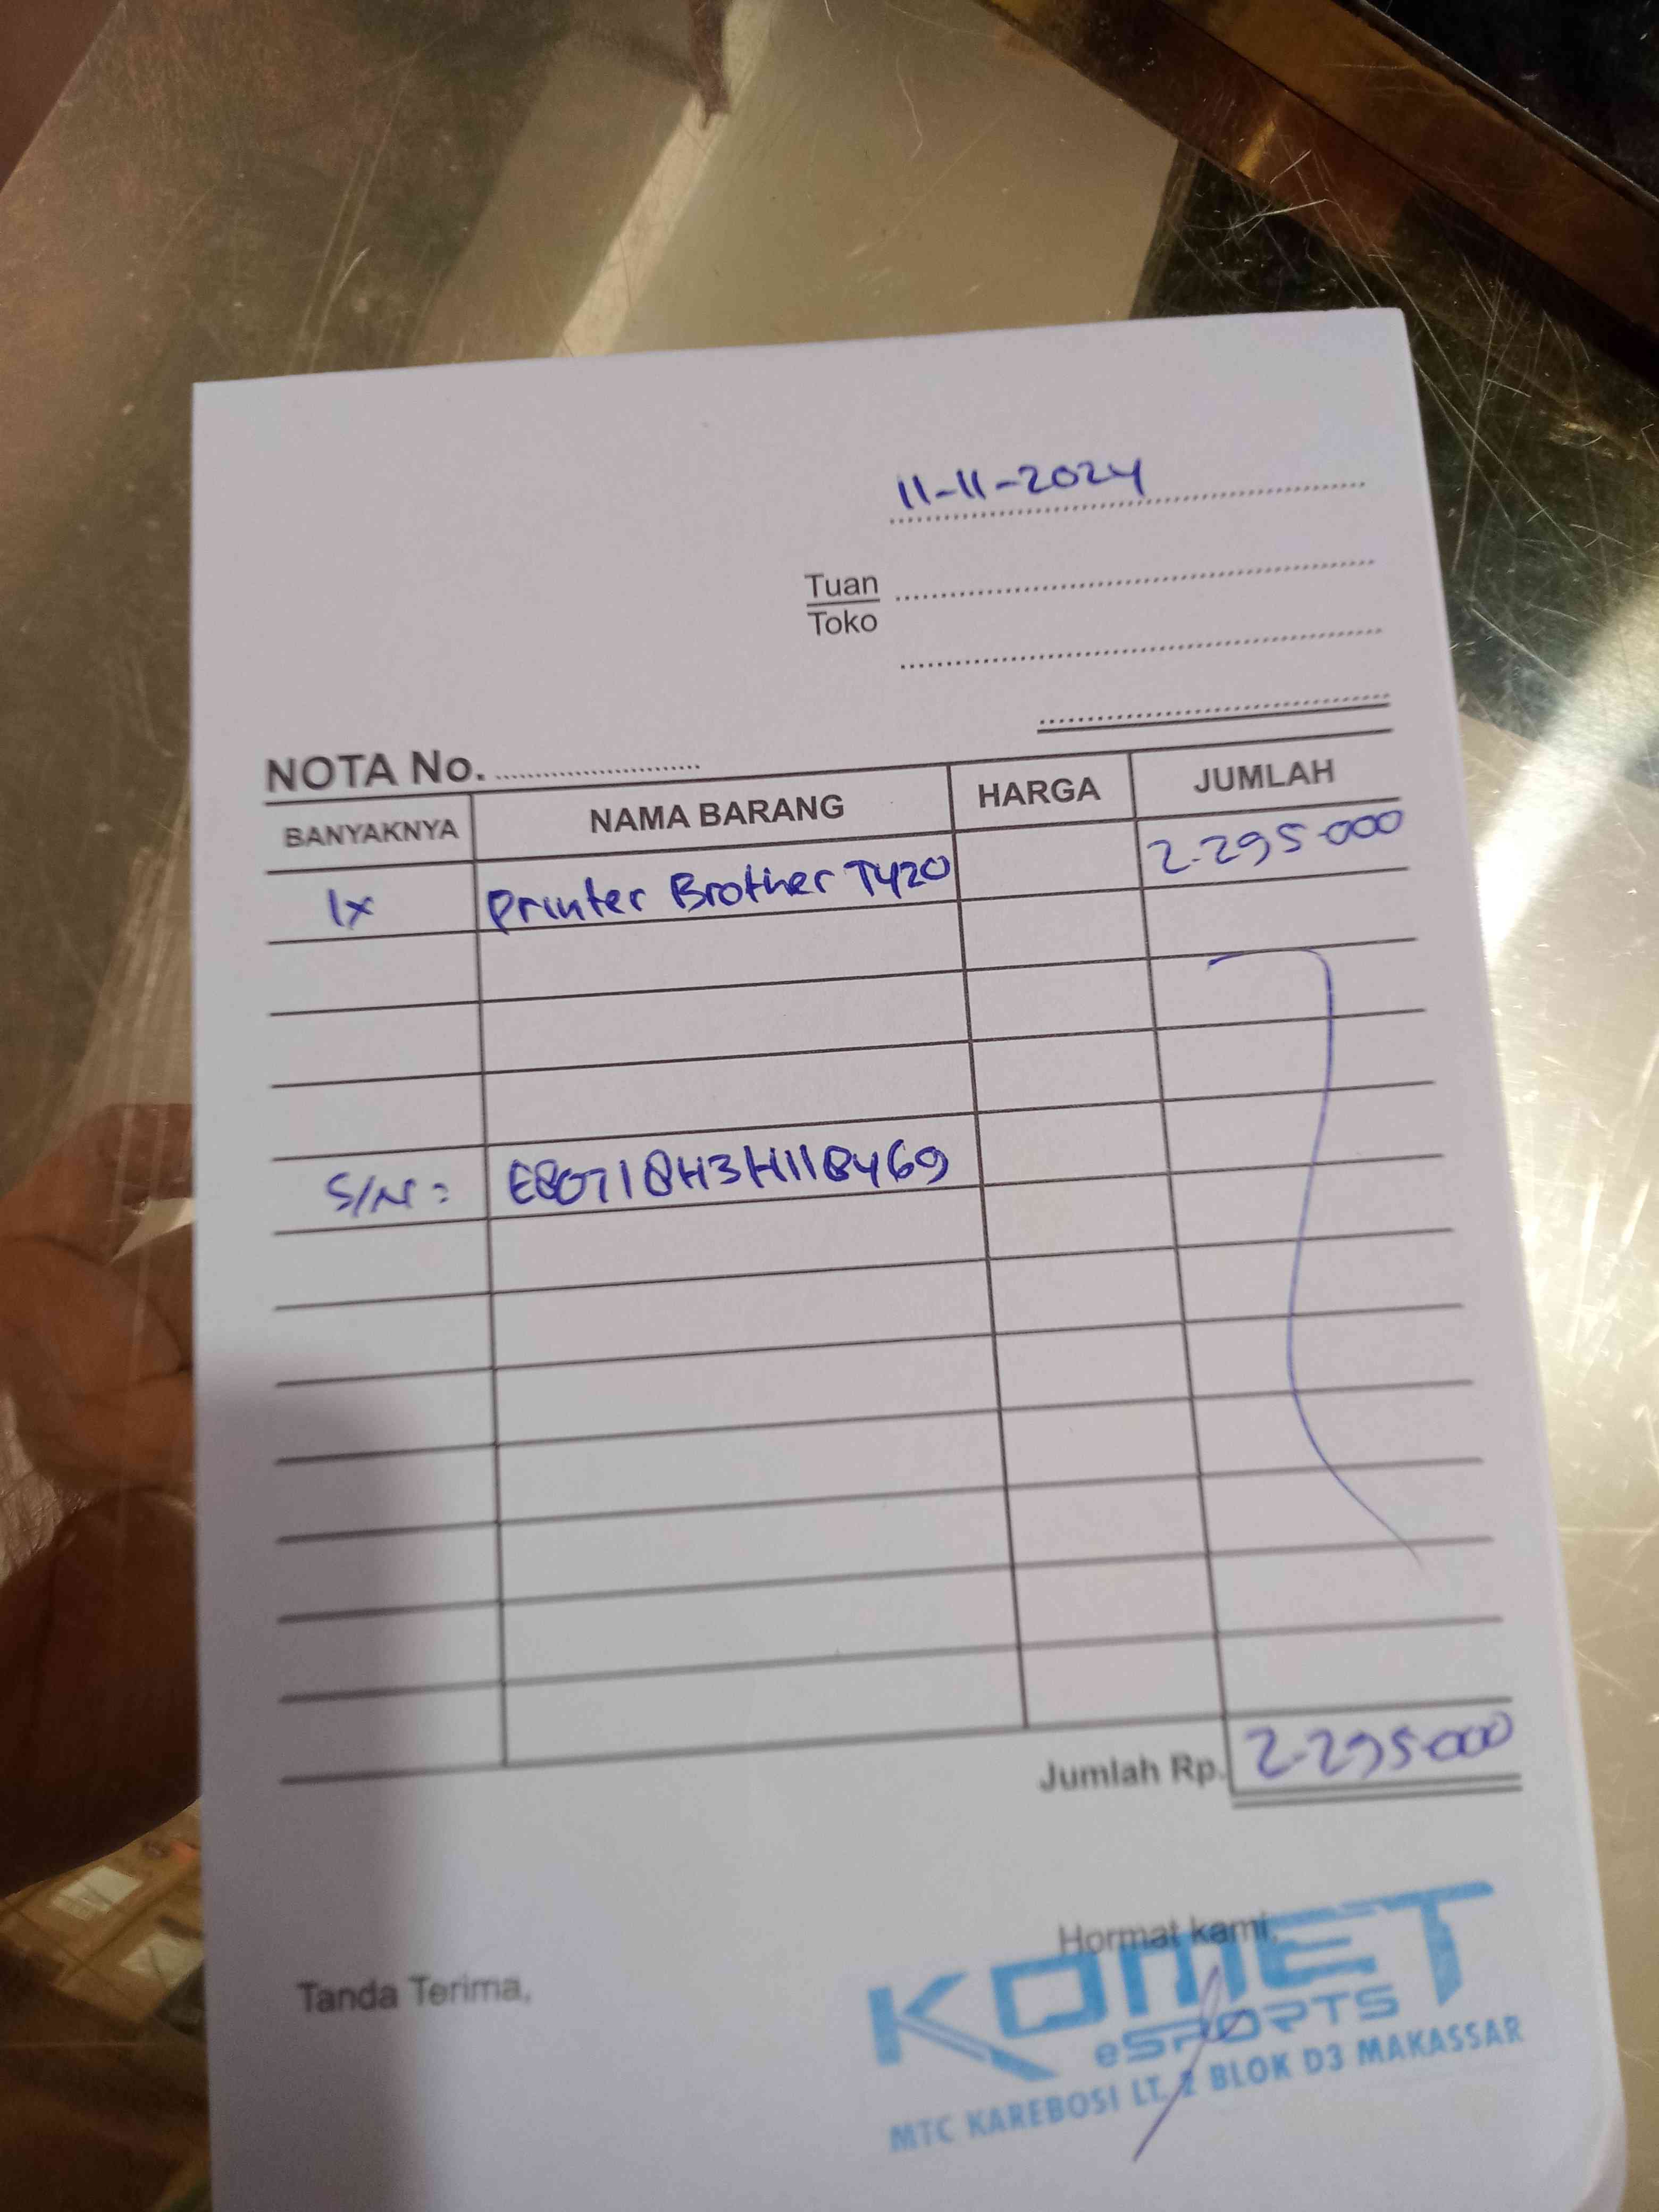 11-11-2024
Tuan
Toko
NOTA No.
BANYAKNYA NAMA BARANG HARGA JUMLAH
1x Printer Brother T420 2.295.000
S/N : E80718H3H118469
Jumlah Rp. 2.295.000
Tanda Terima,
Hormat kami,
KOMET
eSPORTS
MTC KAREBOSI LT. 2 BLOK D3 MAKASSAR